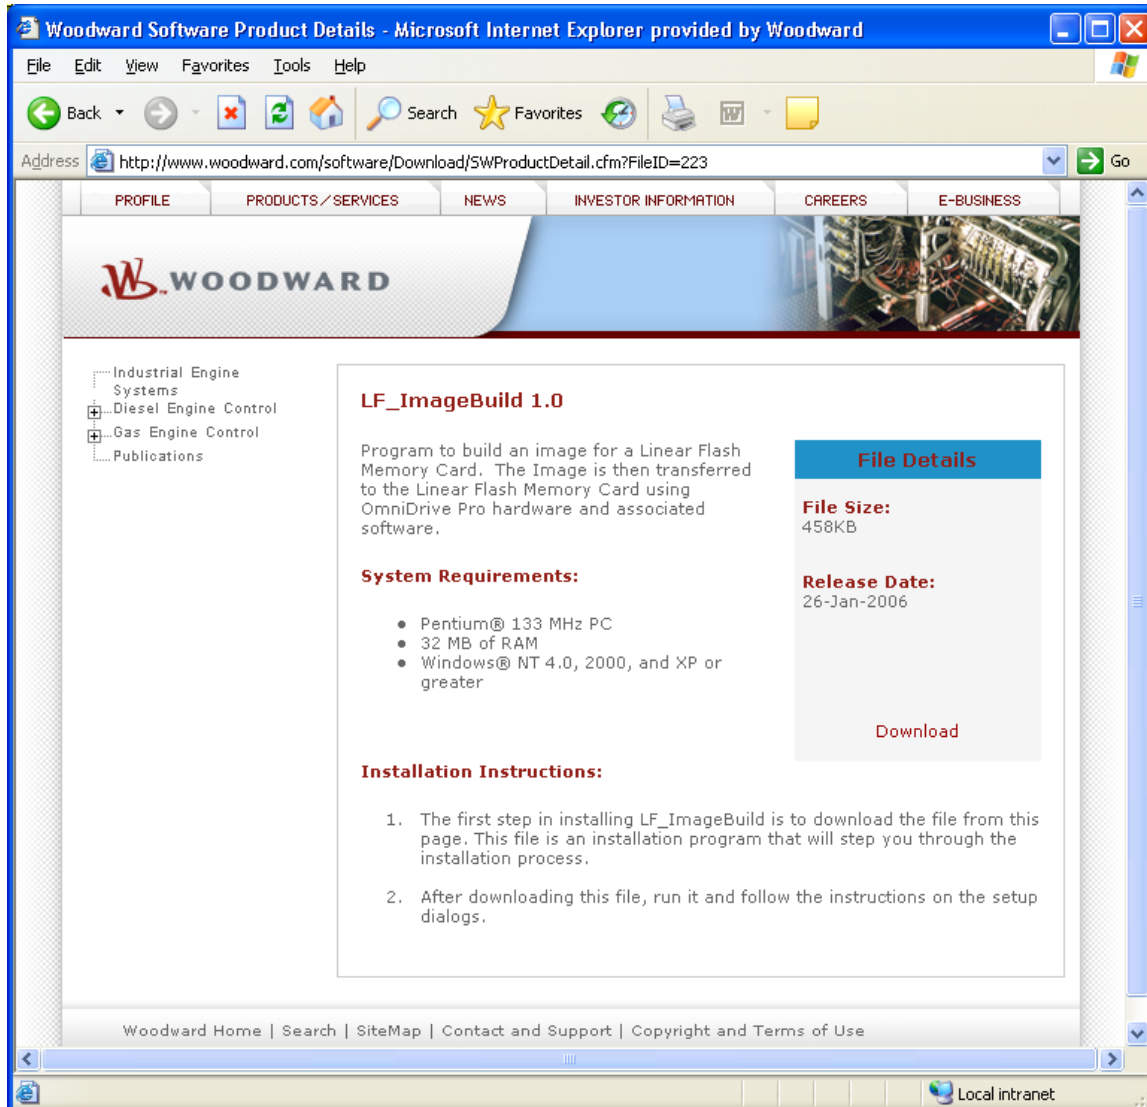 Woodward Software Product Details - Microsoft Internet Explorer provided by Woodward
File Edit View Favorites Tools Help
Back Search Favorites
Address http://www.woodward.com/software/Download/SWProductDetail.cfm?FileID=223 Go
PROFILE PRODUCTS/SERVICES NEWS INVESTOR INFORMATION CAREERS E-BUSINESS
WOODWARD
Industrial Engine
Systems
Diesel Engine Control
Gas Engine Control
Publications
LF_ImageBuild 1.0
Program to build an image for a Linear Flash
Memory Card. The Image is then transferred
to the Linear Flash Memory Card using
OmniDrive Pro hardware and associated
software.
File Details
File Size:
458KB
Release Date:
26-Jan-2006
Download
System Requirements:
• Pentium® 133 MHz PC
• 32 MB of RAM
• Windows® NT 4.0, 2000, and XP or
greater
Installation Instructions:
1. The first step in installing LF_ImageBuild is to download the file from this
page. This file is an installation program that will step you through the
installation process.
2. After downloading this file, run it and follow the instructions on the setup
dialogs.
Woodward Home | Search | SiteMap | Contact and Support | Copyright and Terms of Use
Local intranet